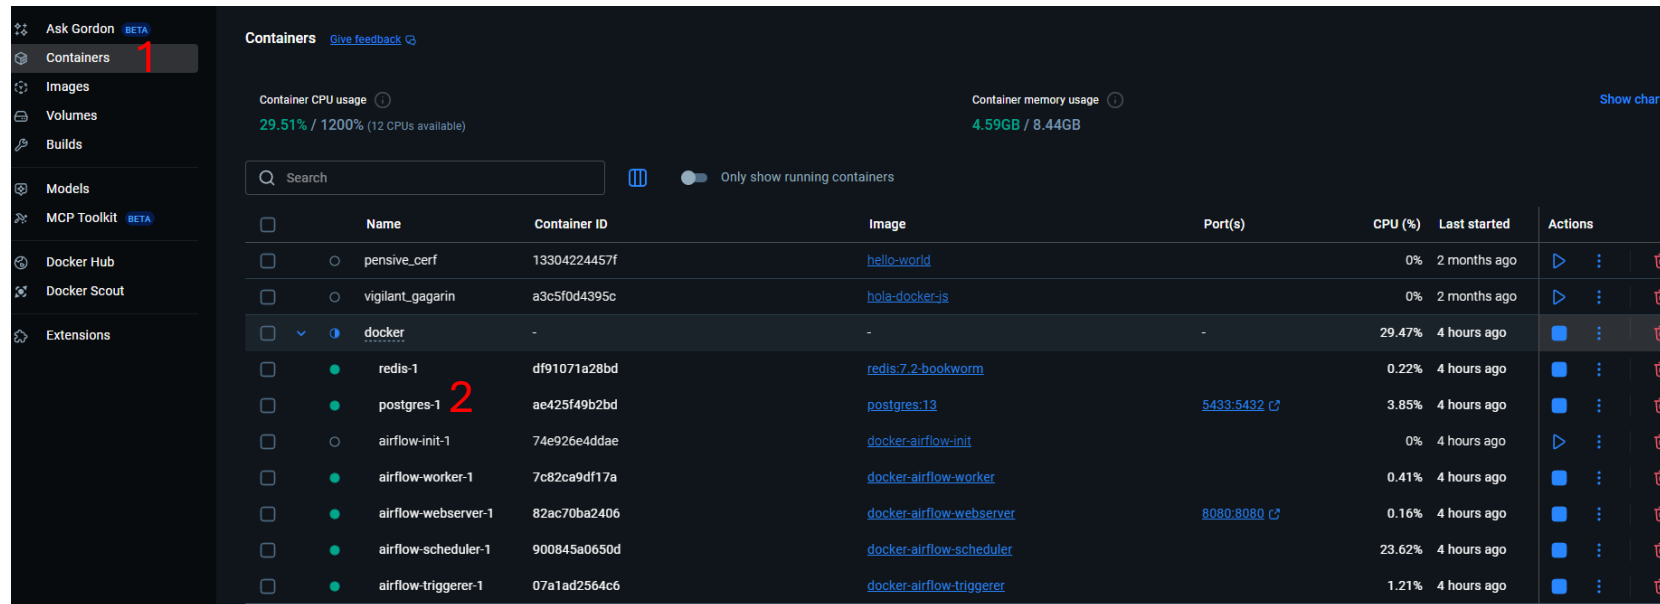 Ask Gordon BETA
Containers 1
Images
Volumes
Builds
Models
MCP Toolkit BETA
Docker Hub
Docker Scout
Extensions
Containers Give feedback
Container CPU usage
29.51% / 1200% (12 CPUs available)
Container memory usage
4.59GB / 8.44GB
Show char
Search
Only show running containers
Name Container ID Image Port(s) CPU (%) Last started Actions
pensive_cerf 13304224457f hello-world 0% 2 months ago
vigilant_gagarin a3c5f0d4395c hola-docker-js 0% 2 months ago
docker - - - 29.47% 4 hours ago
redis-1 df91071a28bd redis:7.2-bookworm 0.22% 4 hours ago
postgres-1 2 ae425f49b2bd postgres:13 5433:5432 3.85% 4 hours ago
airflow-init-1 74e926e4ddae docker-airflow-init 0% 4 hours ago
airflow-worker-1 7c82ca9df17a docker-airflow-worker 0.41% 4 hours ago
airflow-webserver-1 82ac70ba2406 docker-airflow-webserver 8080:8080 0.16% 4 hours ago
airflow-scheduler-1 900845a0650d docker-airflow-scheduler 23.62% 4 hours ago
airflow-triggerer-1 07a1ad2564c6 docker-airflow-triggerer 1.21% 4 hours ago